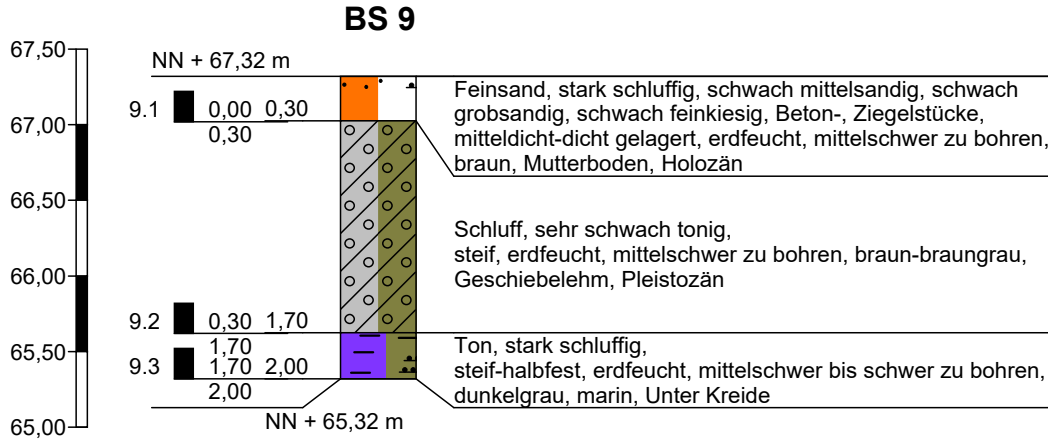 BS 9
67,50
NN + 67,32 m
9.1 0,00 0,30
0,30
67,00
Feinsand, stark schluffig, schwach mittelsandig, schwach
grobsandig, schwach feinkiesig, Beton-, Ziegelstücke,
mitteldicht-dicht gelagert, erdfeucht, mittelschwer zu bohren,
braun, Mutterboden, Holozän
66,50
Schluff, sehr schwach tonig,
steif, erdfeucht, mittelschwer zu bohren, braun-braungrau,
Geschiebelehm, Pleistozän
66,00
9.2 0,30 1,70
1,70
65,50
9.3 1,70 2,00
2,00
Ton, stark schluffig,
steif-halbfest, erdfeucht, mittelschwer bis schwer zu bohren,
dunkelgrau, marin, Unter Kreide
NN + 65,32 m
65,00